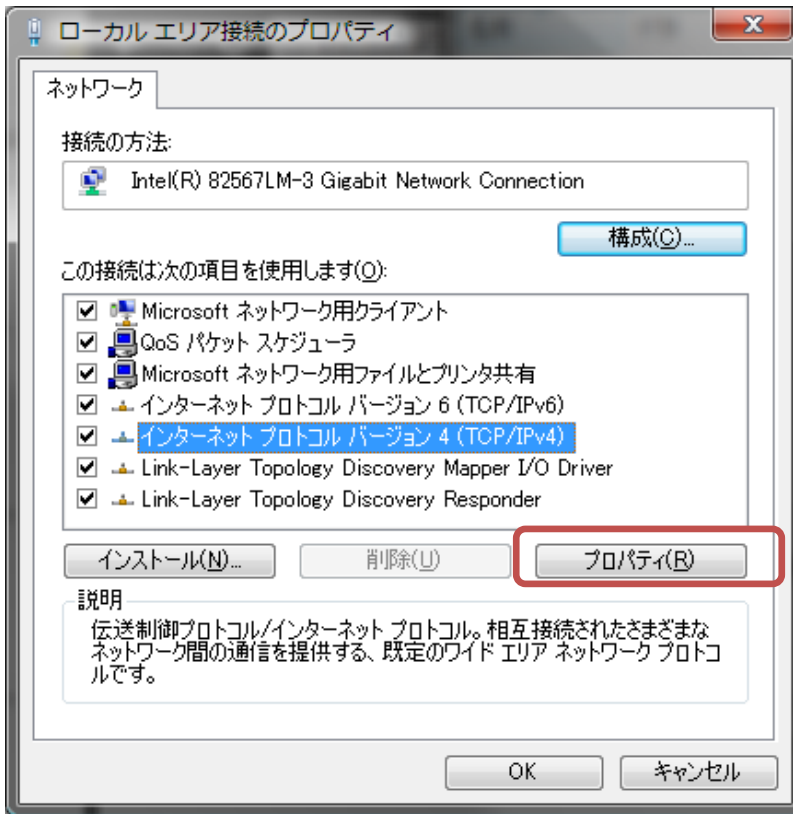 ローカル エリア接続のプロパティ
ネットワーク
接続の方法:
Intel(R) 82567LM-3 Gigabit Network Connection
構成(C)...
この接続は次の項目を使用します(O):
Microsoft ネットワーク用クライアント
QoS パケット スケジューラ
Microsoft ネットワーク用ファイルとプリンタ共有
インターネット プロトコル バージョン 6 (TCP/IPv6)
インターネット プロトコル バージョン 4 (TCP/IPv4)
Link-Layer Topology Discovery Mapper I/O Driver
Link-Layer Topology Discovery Responder
インストール(N)... 削除(U) プロパティ(R)
説明
伝送制御プロトコル/インターネット プロトコル。相互接続されたさまざまな
ネットワーク間の通信を提供する、既定のワイド エリア ネットワーク プロトコ
ルです。
OK キャンセル